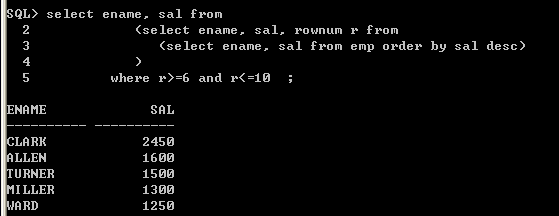 SQL> select ename, sal from
2 (select ename, sal, rownum r from
3 (select ename, sal from emp order by sal desc)
4 )
5 where r>=6 and r<=10 ;
ENAME SAL
---------- ----------
CLARK 2450
ALLEN 1600
TURNER 1500
MILLER 1300
WARD 1250